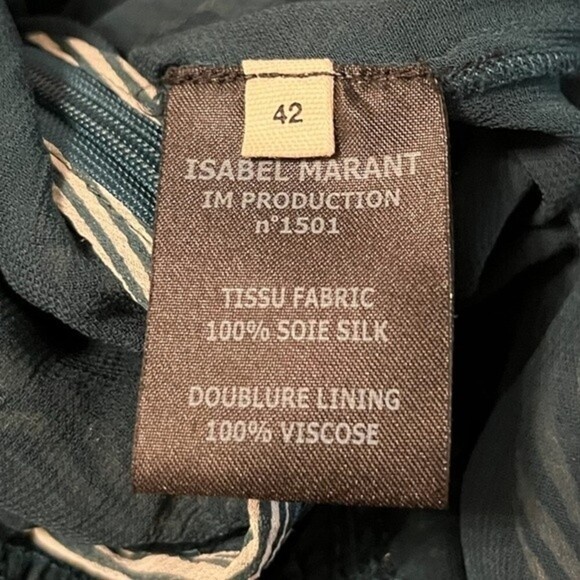 42
ISABEL MARANT
IM PRODUCTION
n°1501
TISSU FABRIC
100% SOIE SILK
DOUBLURE LINING
100% VISCOSE